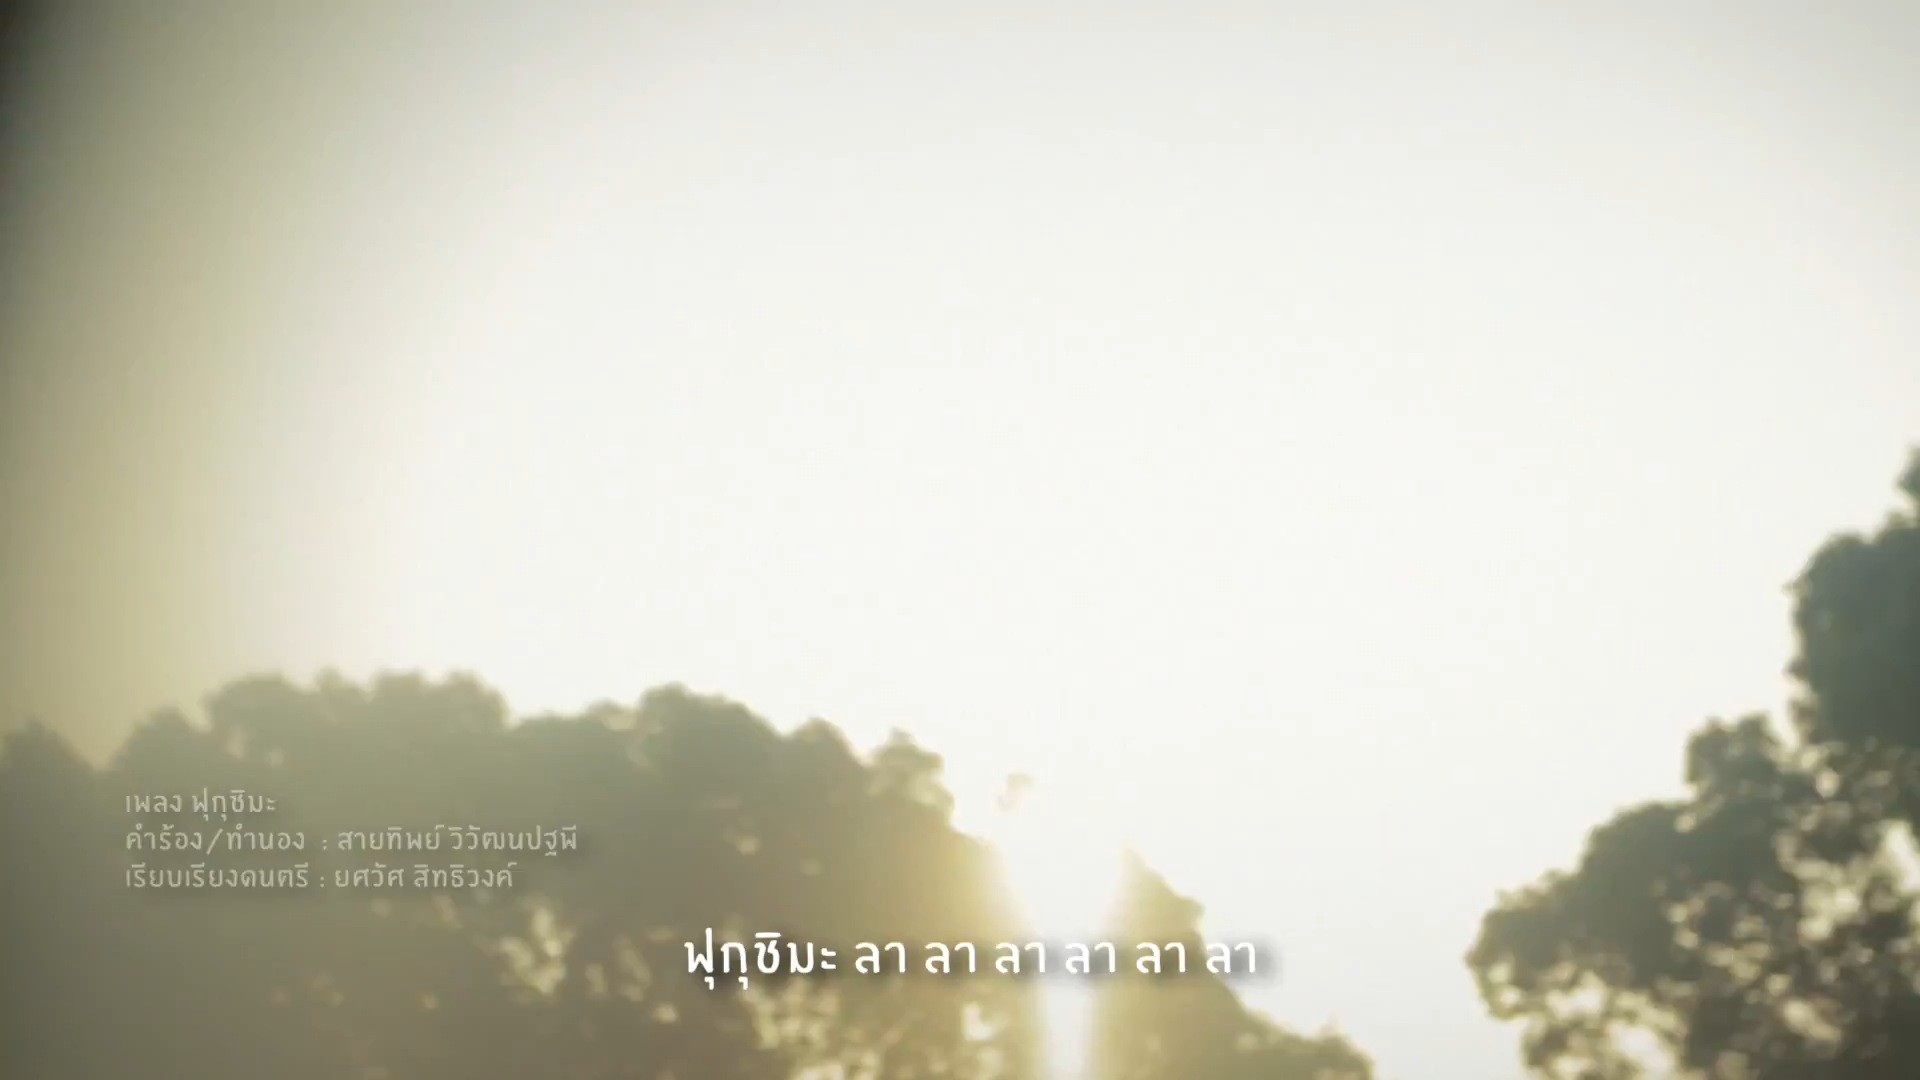 เพลง ฟุกุชิมะ
คำร้อง/ทำนอง : สายทิพย์ วิวัฒนปฐพี
เรียบเรียงดนตรี : ยศวัศ สิทธิวงค์
ฟุกุชิมะ ลา ลา ลา ลา ลา ลา